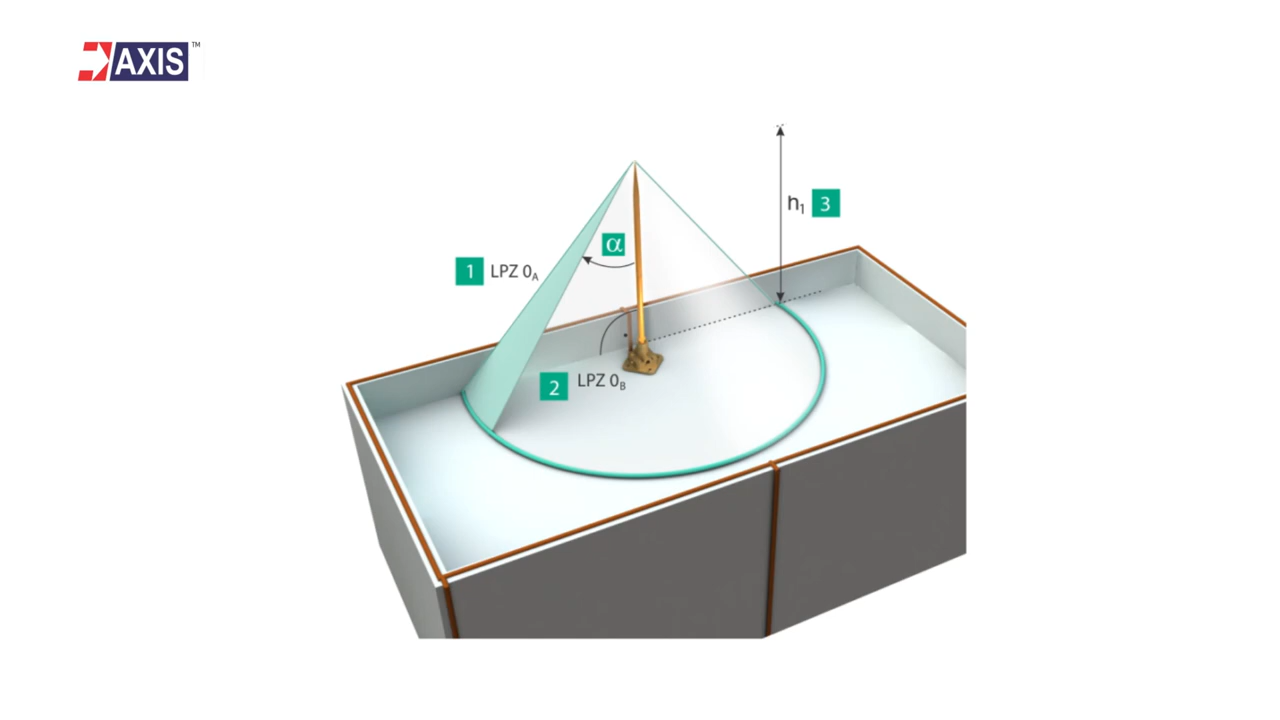 AXIS™
h₁ 3
α
1 LPZ 0A
2 LPZ 0B